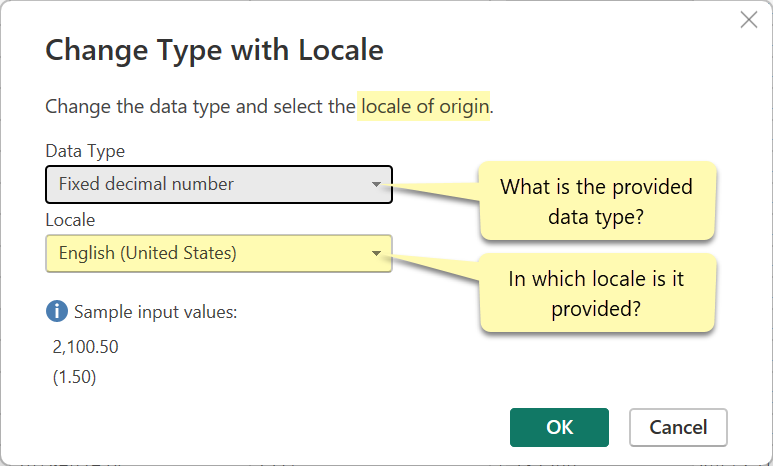 Change Type with Locale
Change the data type and select the locale of origin.
Data Type
Fixed decimal number
What is the provided
data type?
Locale
English (United States)
In which locale is it
provided?
Sample input values:
2,100.50
(1.50)
OK
Cancel